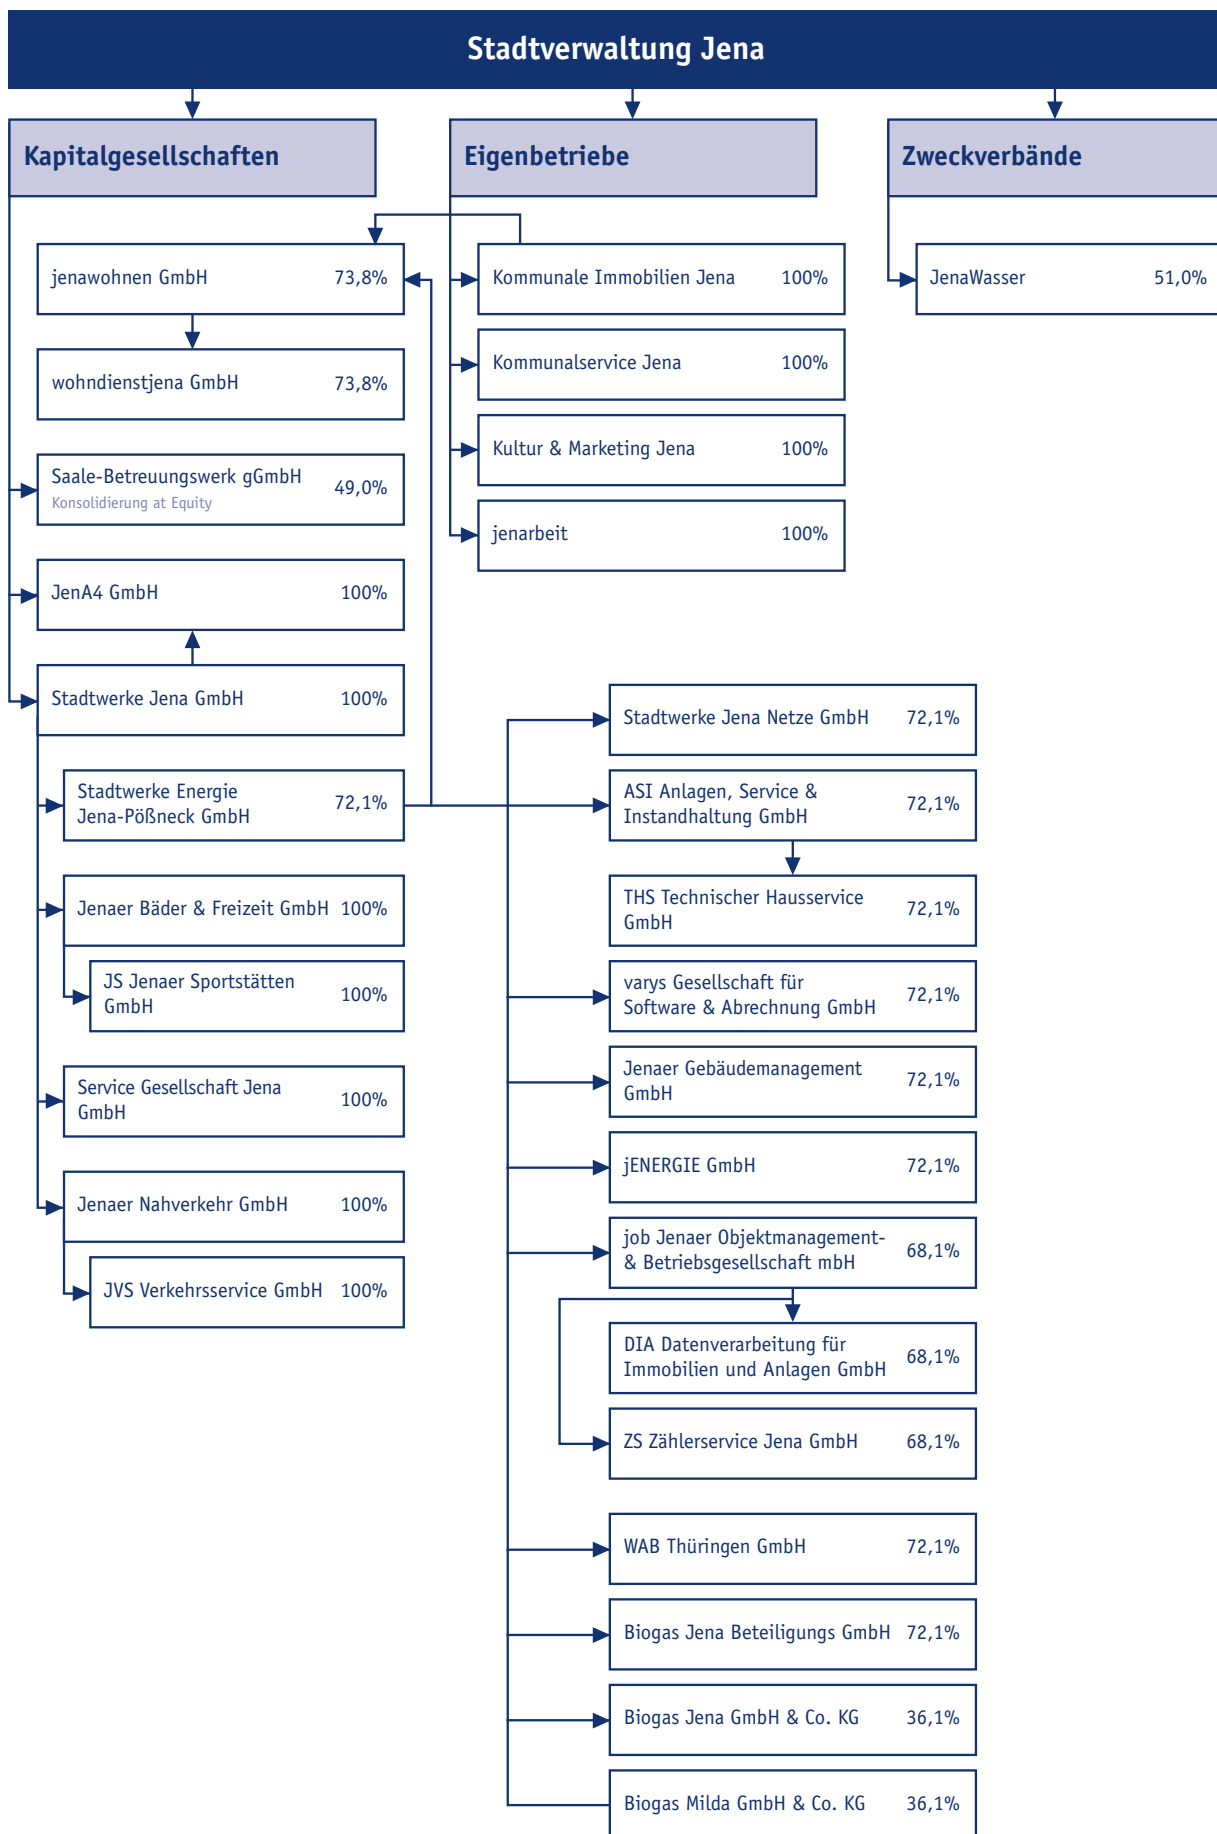 Stadtverwaltung Jena
Kapitalgesellschaften
jenawohnen GmbH 73,8%
wohndienstjena GmbH 73,8%
Saale-Betreuungswerk gGmbH 49,0%
Konsolidierung at Equity
JenA4 GmbH 100%
Stadtwerke Jena GmbH 100%
Stadtwerke Energie
Jena-Pößneck GmbH 72,1%
Jenaer Bäder & Freizeit GmbH 100%
JS Jenaer Sportstätten
GmbH 100%
Service Gesellschaft Jena
GmbH 100%
Jenaer Nahverkehr GmbH 100%
JVS Verkehrsservice GmbH 100%
Eigenbetriebe
Kommunale Immobilien Jena 100%
Kommunalservice Jena 100%
Kultur & Marketing Jena 100%
jenarbeit 100%
Stadtwerke Jena Netze GmbH 72,1%
ASI Anlagen, Service &
Instandhaltung GmbH 72,1%
THS Technischer Hausservice
GmbH 72,1%
varys Gesellschaft für
Software & Abrechnung GmbH 72,1%
Jenaer Gebäudemanagement
GmbH 72,1%
jENERGIE GmbH 72,1%
job Jenaer Objektmanagement-
& Betriebsgesellschaft mbH 68,1%
DIA Datenverarbeitung für
Immobilien und Anlagen GmbH 68,1%
ZS Zählerservice Jena GmbH 68,1%
WAB Thüringen GmbH 72,1%
Biogas Jena Beteiligungs GmbH 72,1%
Biogas Jena GmbH & Co. KG 36,1%
Biogas Milda GmbH & Co. KG 36,1%
Zweckverbände
JenaWasser 51,0%